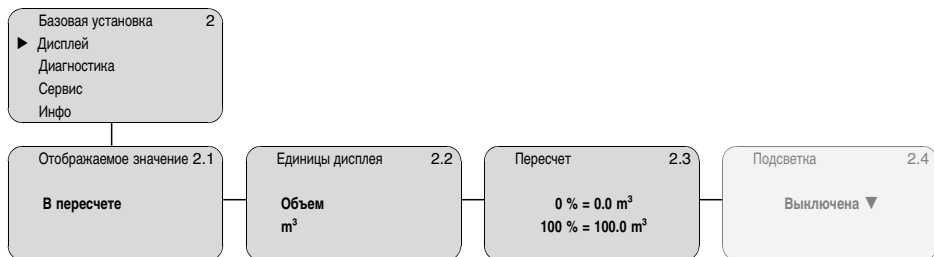 Базовая установка 2
▶ Дисплей
Диагностика
Сервис
Инфо
Отображаемое значение 2.1
В пересчете
Единицы дисплея 2.2
Объем
m³
Пересчет 2.3
0 % = 0.0 m³
100 % = 100.0 m³
Подсветка 2.4
Выключена ▼